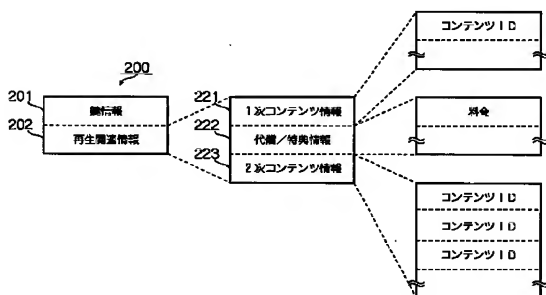 200
201
鍵情報
202
再生関連情報
221
1次コンテンツ情報
222
代償/特典情報
223
2次コンテンツ情報
コンテンツID
料金
コンテンツID
コンテンツID
コンテンツID